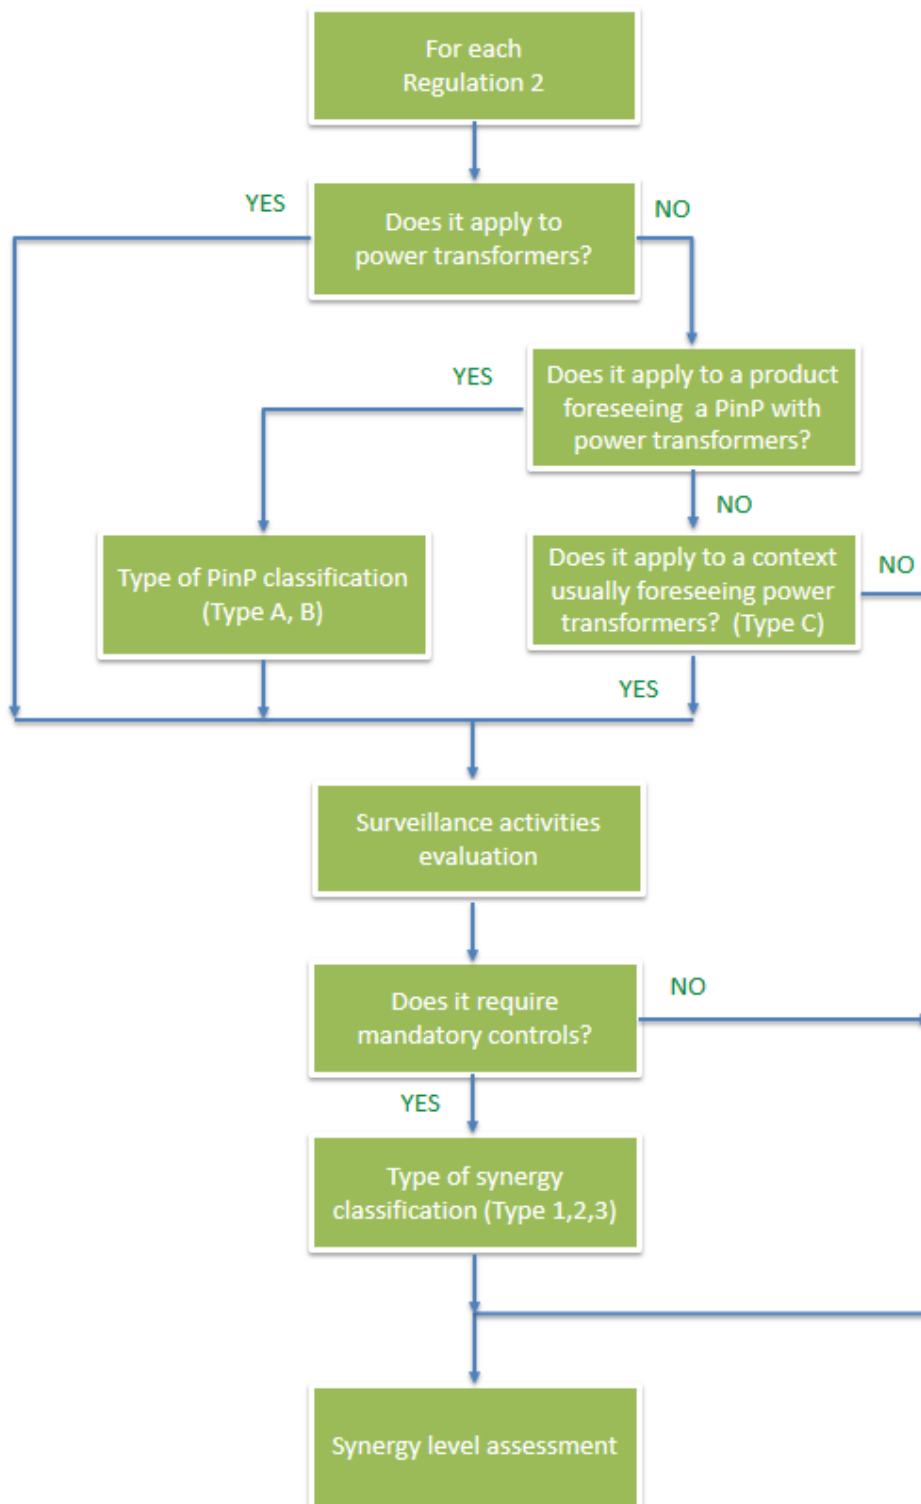 For each
Regulation 2
YES
Does it apply to
power transformers?
NO
YES
Does it apply to a product
foreseeing a PinP with
power transformers?
NO
Type of PinP classification
(Type A, B)
Does it apply to a context
usually foreseeing power
transformers? (Type C)
NO
YES
Surveillance activities
evaluation
Does it require
mandatory controls?
NO
YES
Type of synergy
classification (Type 1,2,3)
Synergy level assessment